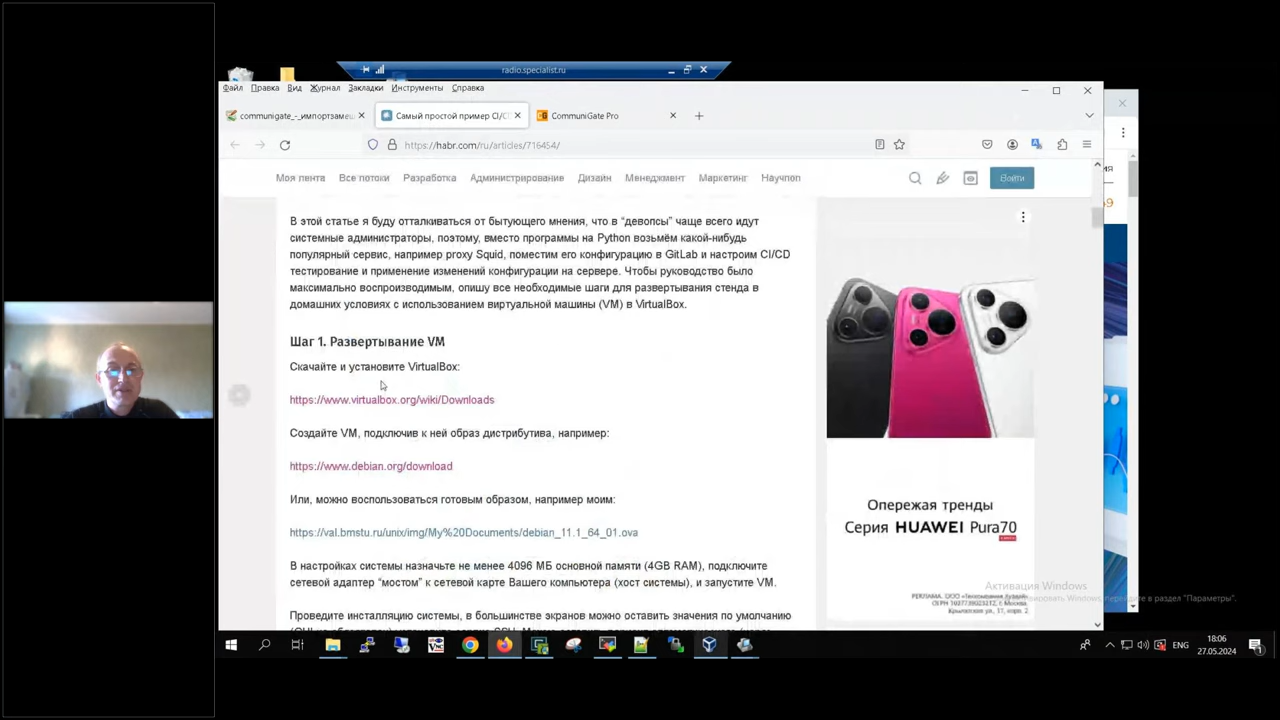 radio.specialist.ru
Файл Правка Вид Журнал Закладки Инструменты Справка
communigate_-_импортзамещ
Самый простой пример CI/CI
CommuniGate Pro
https://habr.com/ru/articles/716454/
Моя лента Все потоки Разработка Администрирование Дизайн Менеджмент Маркетинг Научпоп
Войти
В этой статье я буду отталкиваться от бытующего мнения, что в “девопсы” чаще всего идут
системные администраторы, поэтому, вместо программы на Python возьмём какой-нибудь
популярный сервис, например proxy Squid, поместим его конфигурацию в GitLab и настроим CI/CD
тестирование и применение изменений конфигурации на сервере. Чтобы руководство было
максимально воспроизводимым, опишу все необходимые шаги для развертывания стенда в
домашних условиях с использованием виртуальной машины (VM) в VirtualBox.
Шаг 1. Развертывание VM
Скачайте и установите VirtualBox:
https://www.virtualbox.org/wiki/Downloads
Создайте VM, подключив к ней образ дистрибутива, например:
https://www.debian.org/download
Или, можно воспользоваться готовым образом, например моим:
https://val.bmstu.ru/unix/img/My%20Documents/debian_11.1_64_01.ova
В настройках системы назначьте не менее 4096 МБ основной памяти (4GB RAM), подключите
сетевой адаптер “мостом” к сетевой карте Вашего компьютера (хост системы), и запустите VM.
Проведите инсталляцию системы, в большинстве экранов можно оставить значения по умолчанию
Опережая тренды
Серия HUAWEI Pura70
Активация Windows
Windows, перейдите в раздел "Параметры".
ENG
18:06
27.05.2024